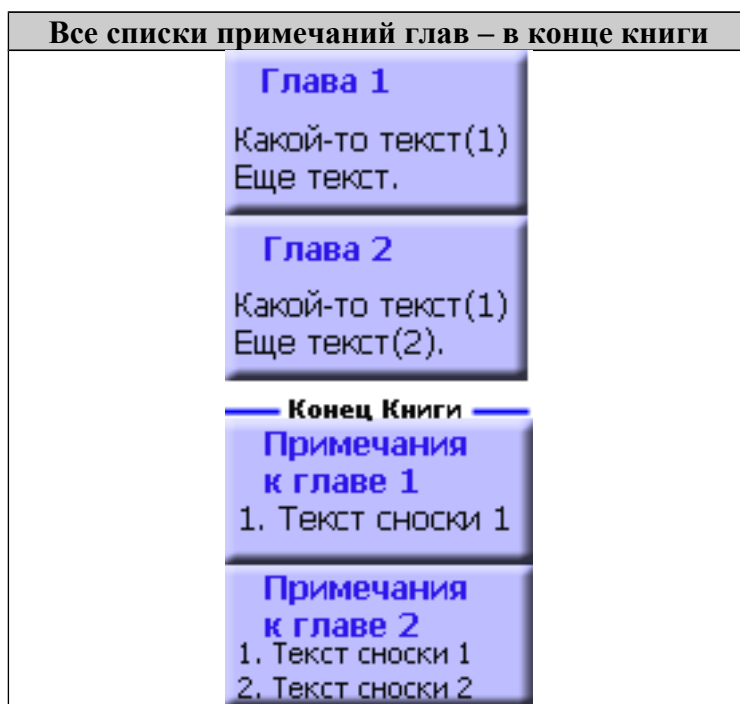 Все списки примечаний глав – в конце книги
Глава 1
Какой-то текст(1)
Еще текст.
Глава 2
Какой-то текст(1)
Еще текст(2).
Конец Книги
Примечания
к главе 1
1. Текст сноски 1
Примечания
к главе 2
1. Текст сноски 1
2. Текст сноски 2